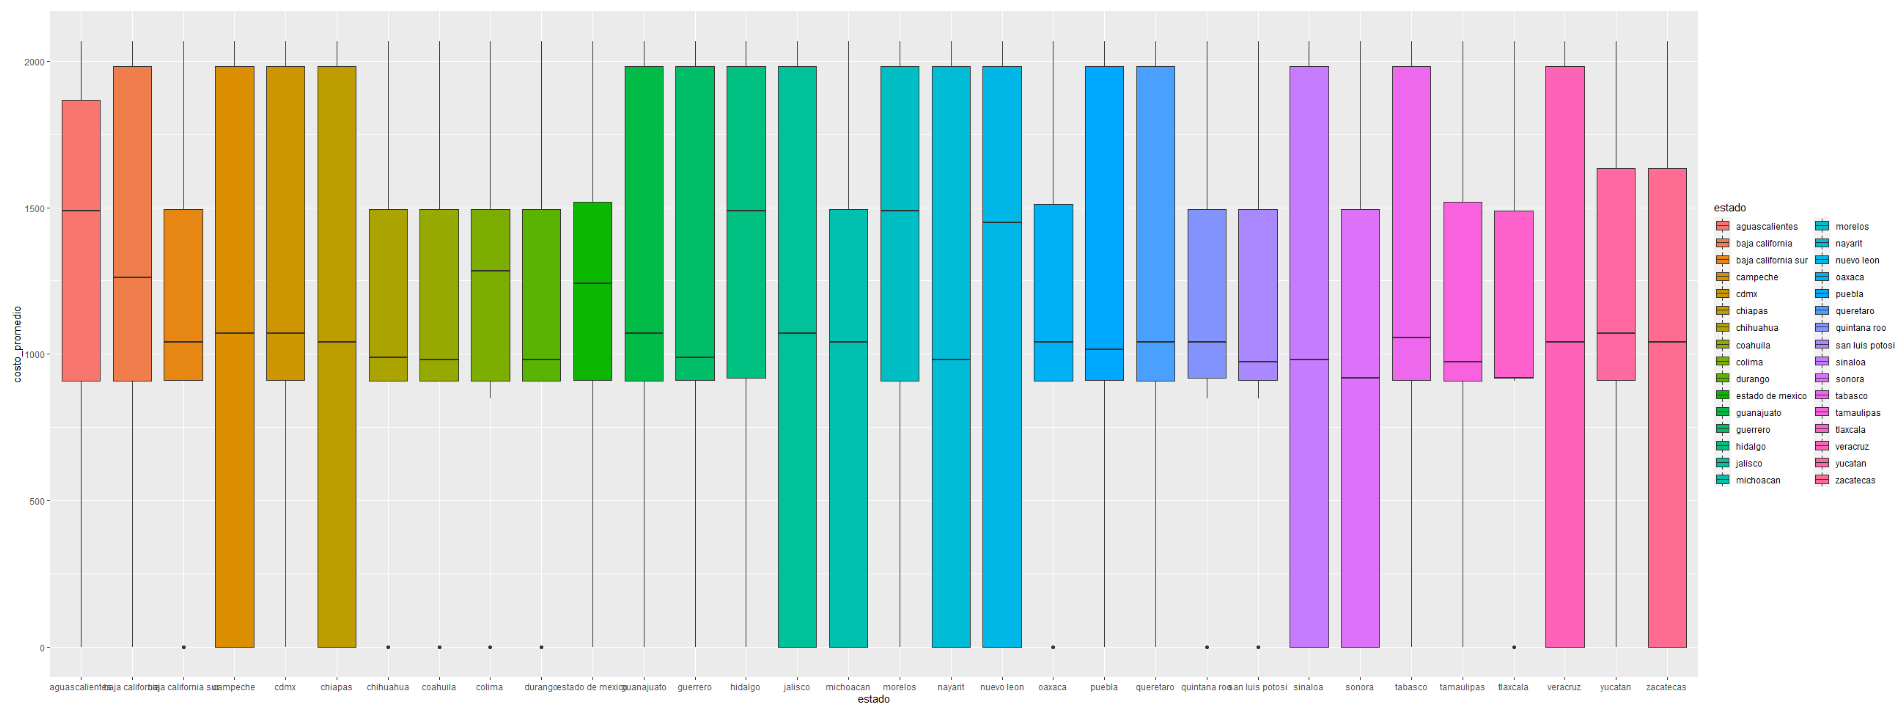 2000
1500
1000
500
0
costo_promedio
aguascalientes
baja california
baja california sur
campeche
cdmx
chiapas
chihuahua
coahuila
colima
durango
estado de mexico
guanajuato
guerrero
hidalgo
jalisco
michoacan
morelos
nayarit
nuevo leon
oaxaca
puebla
queretaro
quintana roo
san luis potosi
sinaloa
sonora
tabasco
tamaulipas
tlaxcala
veracruz
yucatan
zacatecas
estado
estado
aguascalientes
baja california
baja california sur
campeche
cdmx
chiapas
chihuahua
coahuila
colima
durango
estado de mexico
guanajuato
guerrero
hidalgo
jalisco
michoacan
morelos
nayarit
nuevo leon
oaxaca
puebla
queretaro
quintana roo
san luis potosi
sinaloa
sonora
tabasco
tamaulipas
tlaxcala
veracruz
yucatan
zacatecas